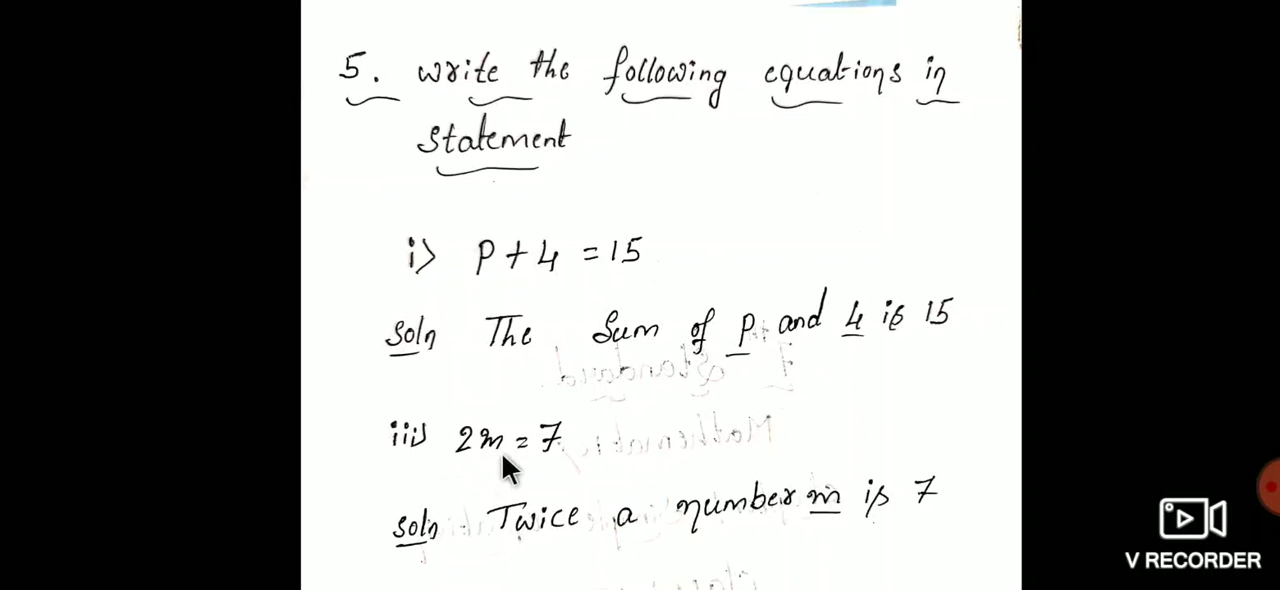 5. write the following equations in
statement
i) P + 4 = 15
Soln The Sum of P and 4 is 15
iii) 2m = 7
Soln Twice a number m is 7
V RECORDER